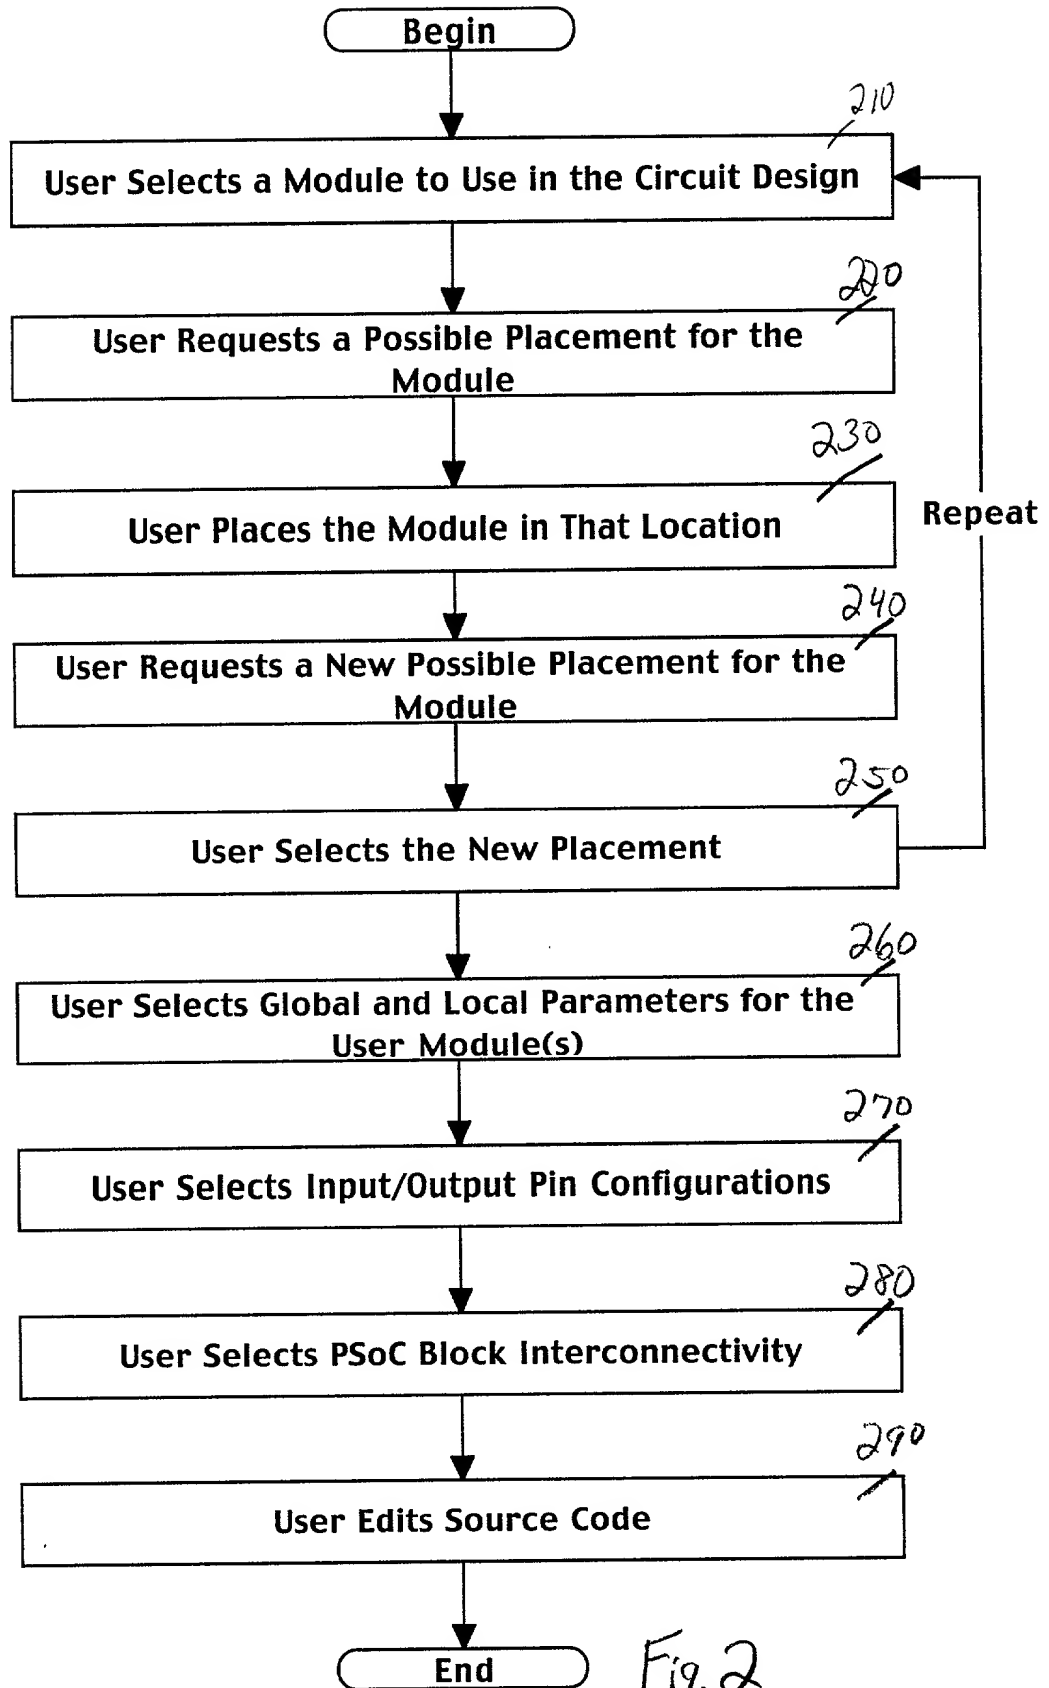 Begin
210
User Selects a Module to Use in the Circuit Design
220
User Requests a Possible Placement for the
Module
230
User Places the Module in That Location
Repeat
240
User Requests a New Possible Placement for the
Module
250
User Selects the New Placement
260
User Selects Global and Local Parameters for the
User Module(s)
270
User Selects Input/Output Pin Configurations
280
User Selects PSoC Block Interconnectivity
290
User Edits Source Code
End
Fig. 2